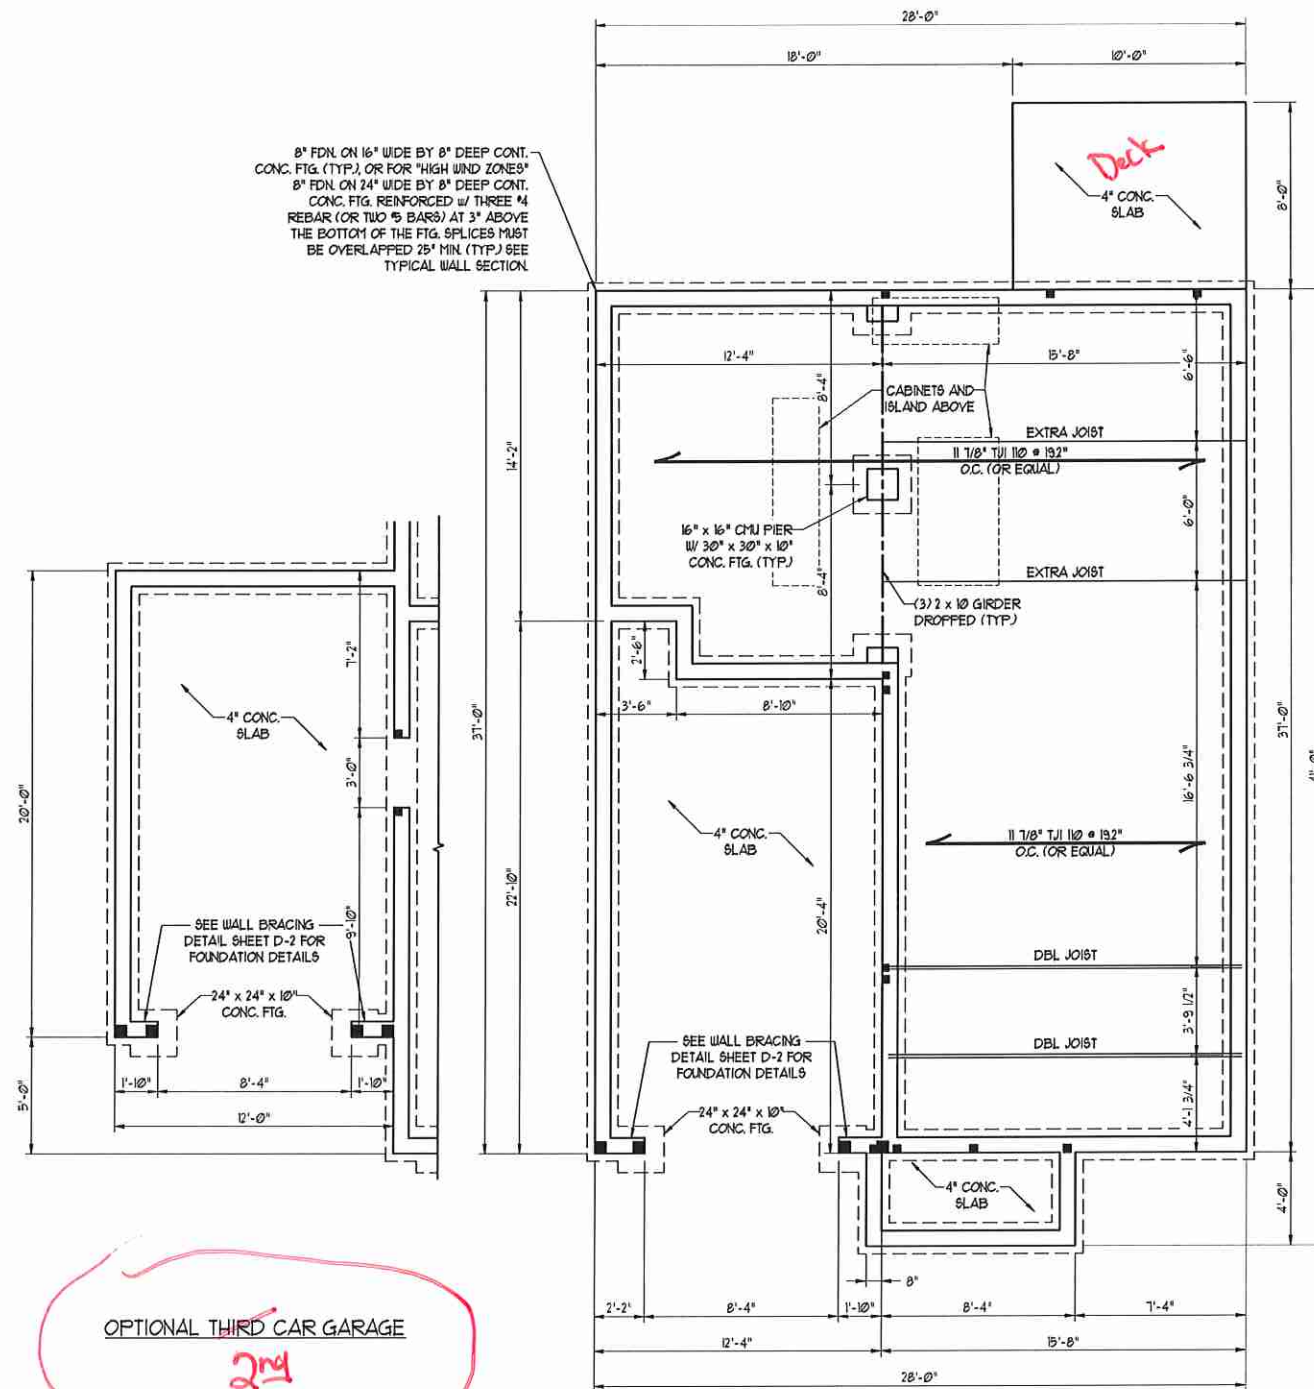 28'-0"
18'-0"
10'-0"
8" FDN. ON 16" WIDE BY 8" DEEP CONT.
CONC. FTG. (TYP.), OR FOR "HIGH WIND ZONES"
8" FDN. ON 24" WIDE BY 8" DEEP CONT.
CONC. FTG. REINFORCED w/ THREE #4
REBAR (OR TWO #5 BARS) AT 3" ABOVE
THE BOTTOM OF THE FTG. SPLICES MUST
BE OVERLAPPED 25" MIN. (TYP.) SEE
TYPICAL WALL SECTION.
Deck
4" CONC.
SLAB
8'-0"
12'-4"
15'-8"
8'-4"
6'-6"
CABINETS AND
ISLAND ABOVE
EXTRA JOIST
11 7/8" TJI 110 @ 19.2"
O.C. (OR EQUAL)
14'-2"
6'-0"
16" x 16" CMU PIER
W/ 30" x 30" x 10"
CONC. FTG. (TYP.)
8'-4"
EXTRA JOIST
(3) 2 x 10 GIRDER
DROPPED (TYP.)
2'-6"
3'-6"
8'-10"
37'-0"
37'-0"
7'-2"
4" CONC.
SLAB
3'-0"
20'-0"
16'-6 3/4"
4" CONC.
SLAB
11 7/8" TJI 110 @ 19.2"
O.C. (OR EQUAL)
22'-10"
20'-4"
9'-10"
SEE WALL BRACING
DETAIL SHEET D-2 FOR
FOUNDATION DETAILS
DBL JOIST
24" x 24" x 10"
CONC. FTG.
3'-9 1/2"
SEE WALL BRACING
DETAIL SHEET D-2 FOR
FOUNDATION DETAILS
DBL JOIST
1'-10"
8'-4"
1'-10"
5'-0"
12'-0"
24" x 24" x 10"
CONC. FTG.
4'-1 3/4"
4" CONC.
SLAB
4'-0"
8"
2'-2"
8'-4"
1'-10"
8'-4"
7'-4"
12'-4"
15'-8"
28'-0"
OPTIONAL THIRD CAR GARAGE
2nd